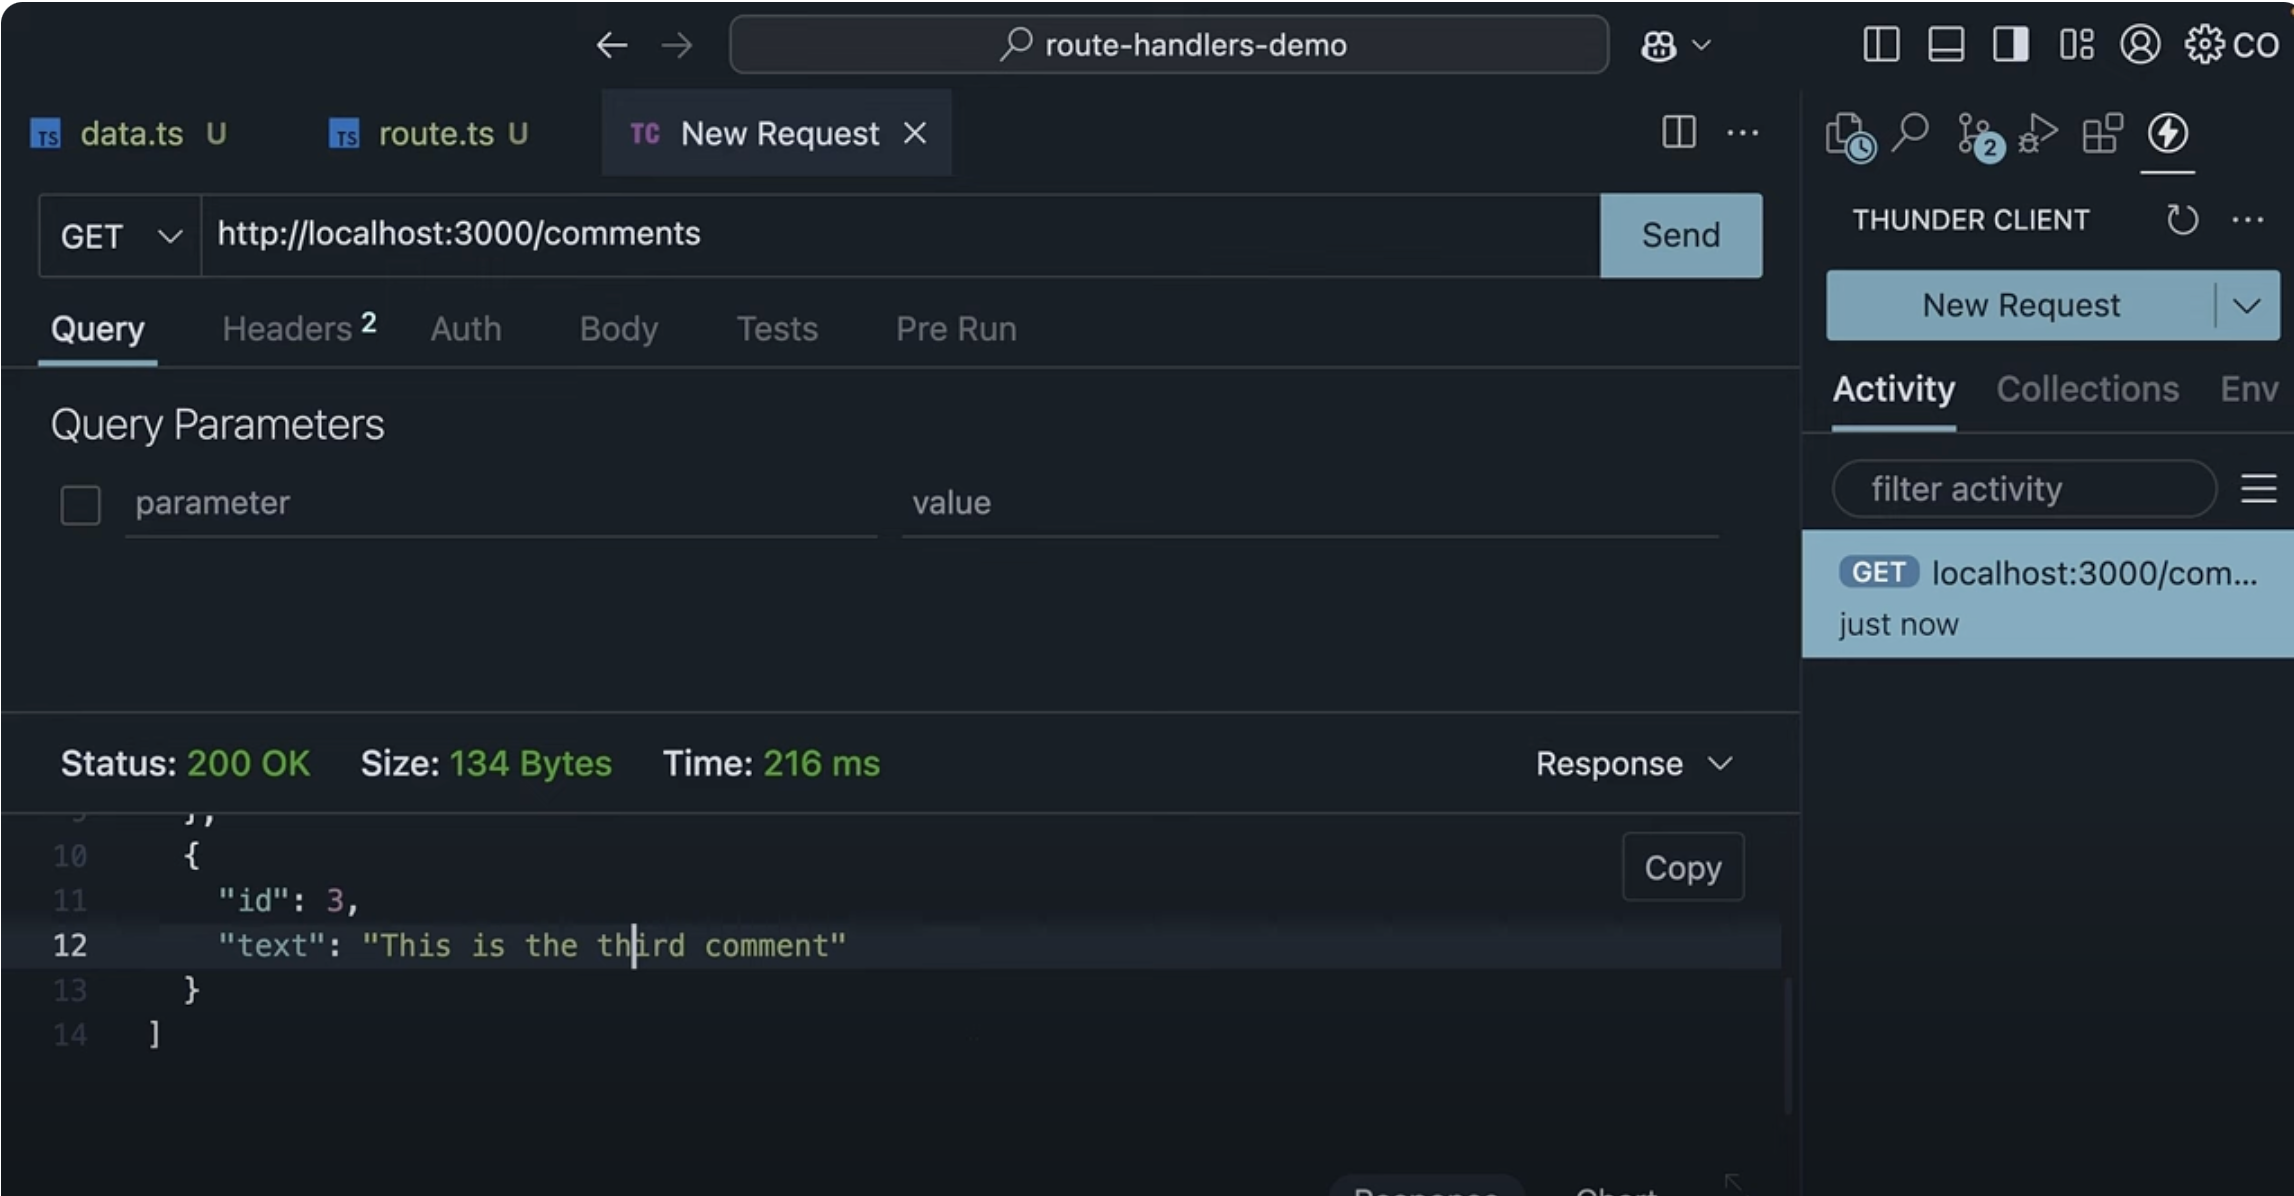 route-handlers-demo
CO
TS data.ts U
TS route.ts U
TC New Request
GET http://localhost:3000/comments Send
Query Headers 2 Auth Body Tests Pre Run
Query Parameters
parameter value
Status: 200 OK Size: 134 Bytes Time: 216 ms Response
},
10 {
11 "id": 3,
12 "text": "This is the third comment"
13 }
14 ]
Copy
2
THUNDER CLIENT
New Request
Activity Collections Env
filter activity
GET localhost:3000/com...
just now